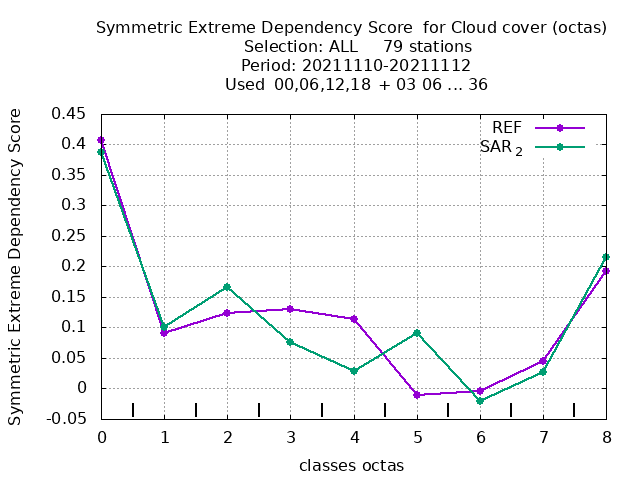 Symmetric Extreme Dependency Score for Cloud cover (octas)
Selection: ALL 79 stations
Period: 20211110-20211112
Used 00,06,12,18 + 03 06 ... 36
Symmetric Extreme Dependency Score
0.45
0.4
0.35
0.3
0.25
0.2
0.15
0.1
0.05
0
-0.05
REF
SAR 2
0 1 2 3 4 5 6 7 8
classes octas